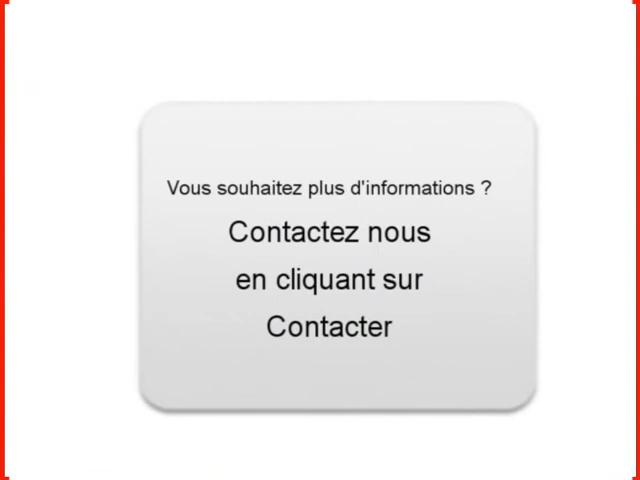 Vous souhaitez plus d'informations ?
Contactez nous
en cliquant sur
Contacter